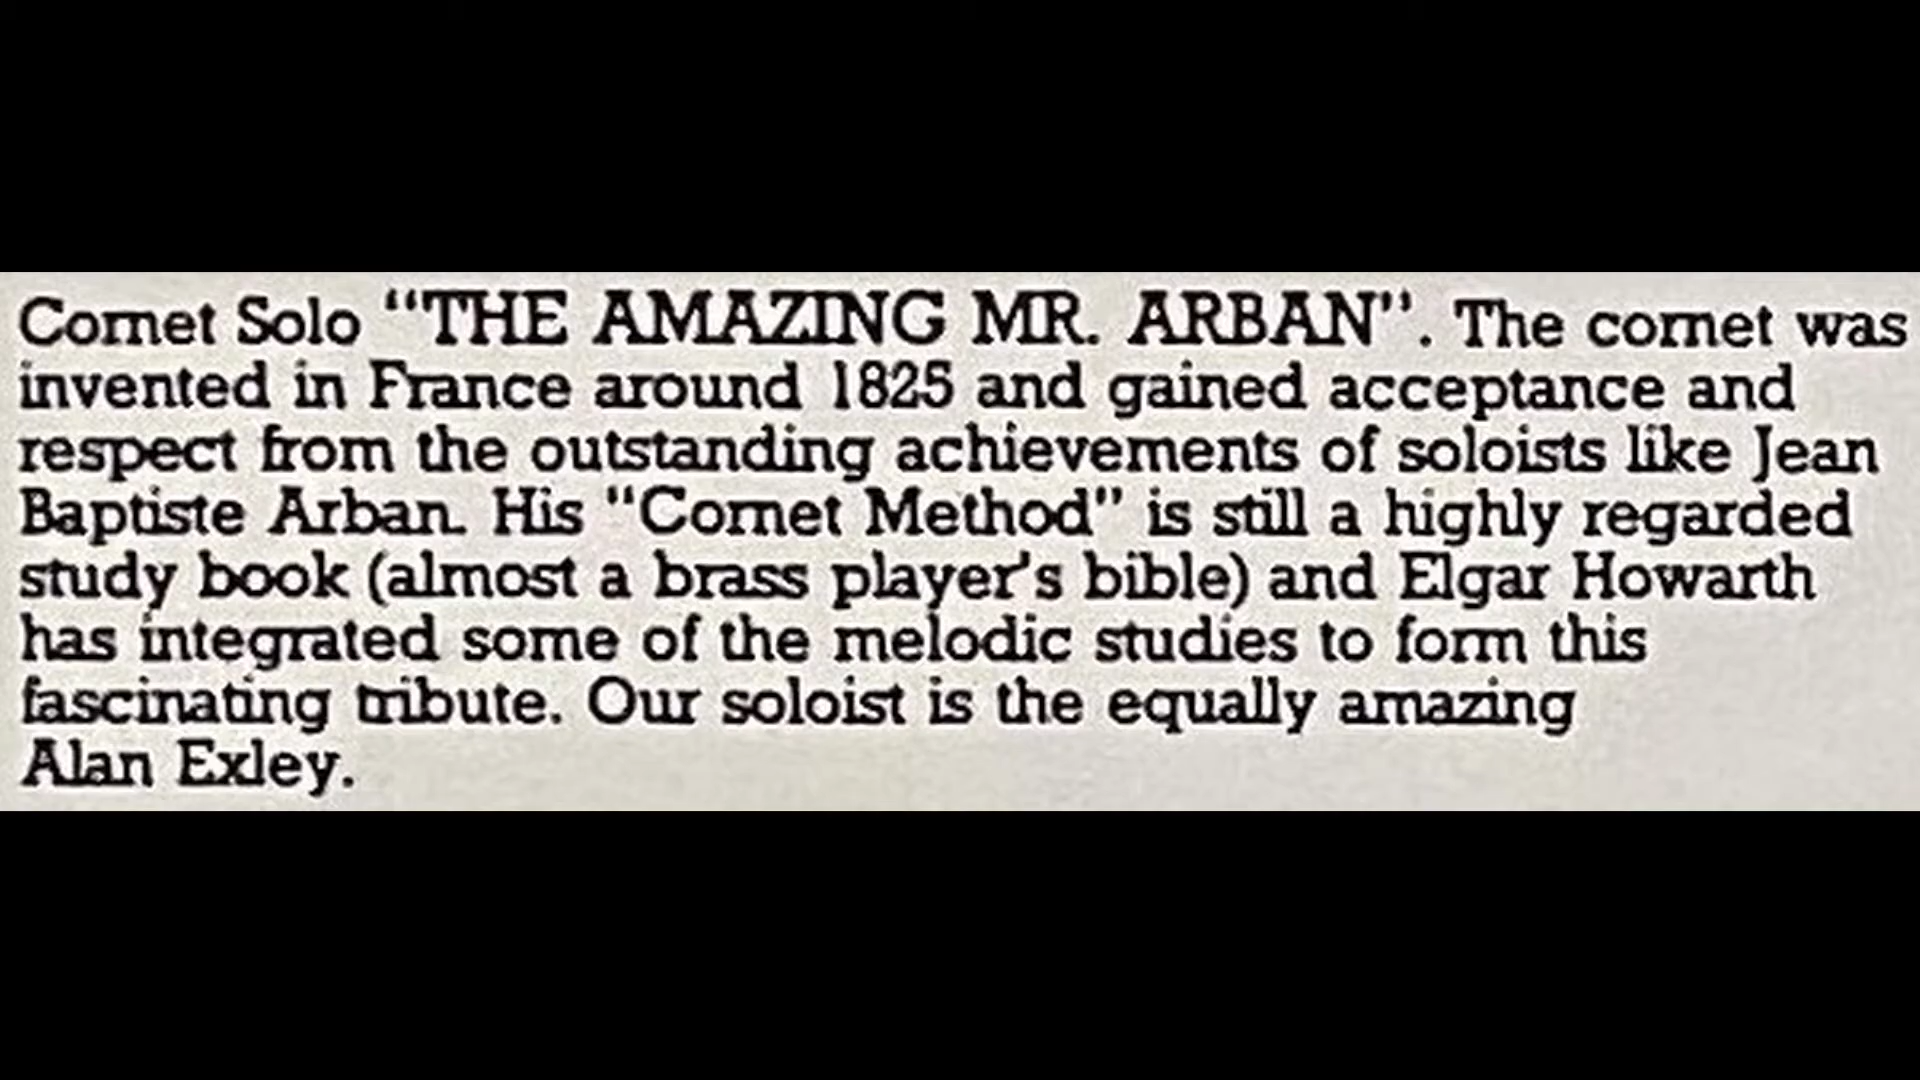 Cornet Solo “THE AMAZING MR. ARBAN”. The cornet was
invented in France around 1825 and gained acceptance and
respect from the outstanding achievements of soloists like Jean
Baptiste Arban. His "Cornet Method" is still a highly regarded
study book (almost a brass player's bible) and Elgar Howarth
has integrated some of the melodic studies to form this
fascinating tribute. Our soloist is the equally amazing
Alan Exley.